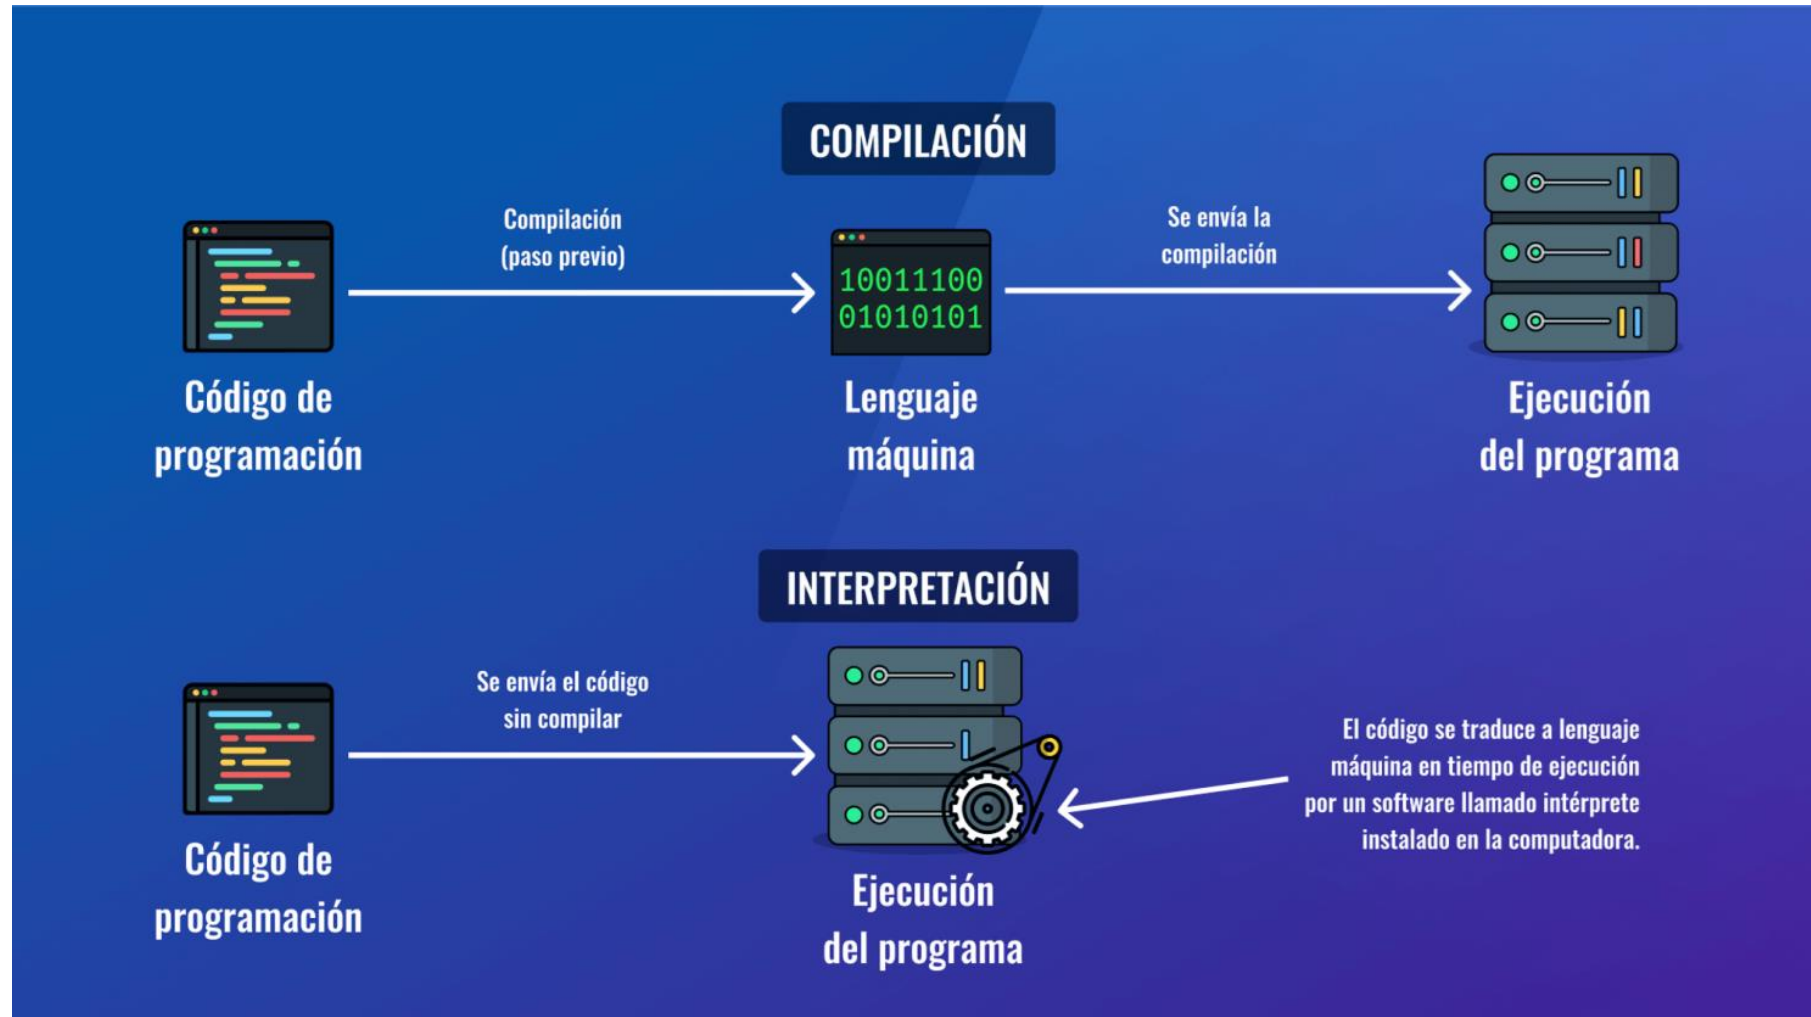 COMPILACIÓN
Compilación
(paso previo)
Se envía la
compilación
10011100
01010101
Código de
programación
Lenguaje
máquina
Ejecución
del programa
INTERPRETACIÓN
Se envía el código
sin compilar
El código se traduce a lenguaje
máquina en tiempo de ejecución
por un software llamado intérprete
instalado en la computadora.
Código de
programación
Ejecución
del programa